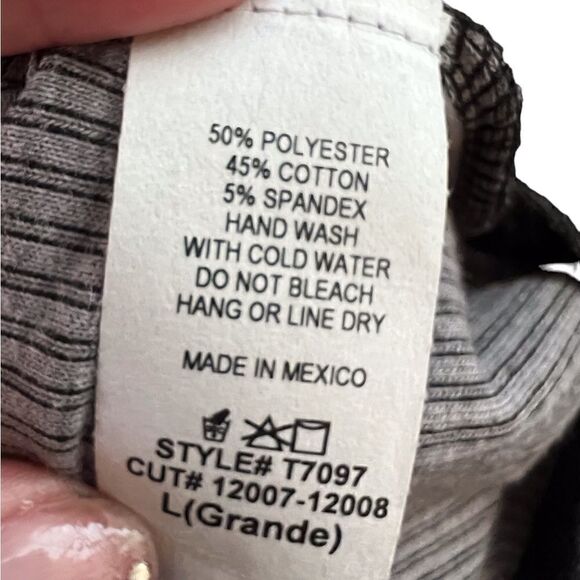 50% POLYESTER
45% COTTON
5% SPANDEX
HAND WASH
WITH COLD WATER
DO NOT BLEACH
HANG OR LINE DRY
MADE IN MEXICO
STYLE# T7097
CUT# 12007-12008
L(Grande)